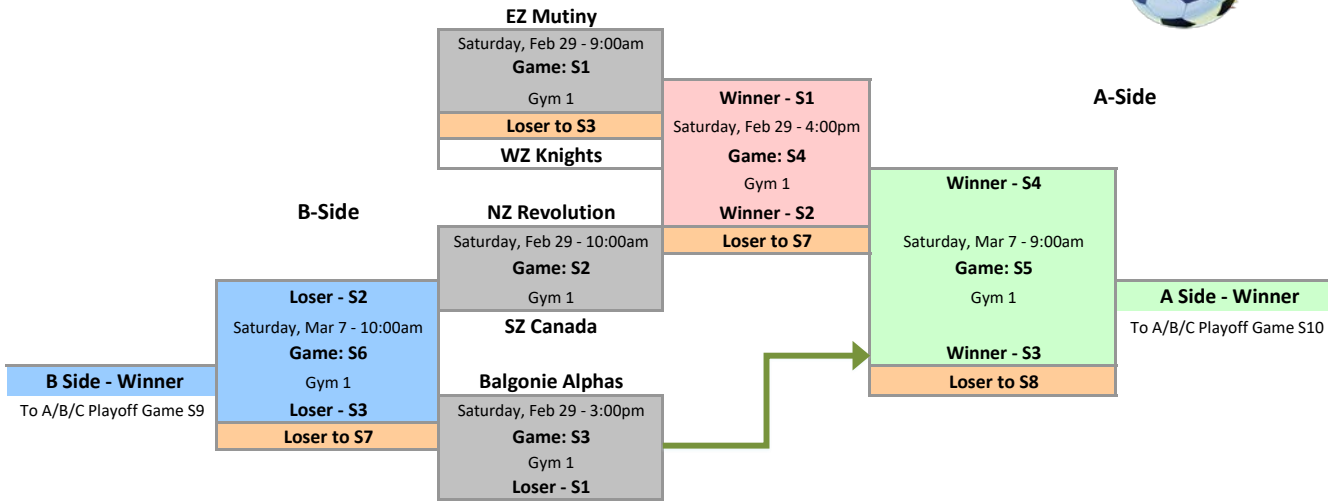 EZ Mutiny
Saturday, Feb 29 - 9:00am
Game: S1
Gym 1
Loser to S3
WZ Knights
Winner - S1
Saturday, Feb 29 - 4:00pm
Game: S4
Gym 1
Winner - S2
Loser to S7
A-Side
Winner - S4
Saturday, Mar 7 - 9:00am
Game: S5
Gym 1
Winner - S3
Loser to S8
A Side - Winner
To A/B/C Playoff Game S10
B-Side
NZ Revolution
Saturday, Feb 29 - 10:00am
Game: S2
Gym 1
SZ Canada
Loser - S2
Saturday, Mar 7 - 10:00am
Game: S6
Gym 1
Loser - S3
Loser to S7
B Side - Winner
To A/B/C Playoff Game S9
Balgonie Alphas
Saturday, Feb 29 - 3:00pm
Game: S3
Gym 1
Loser - S1